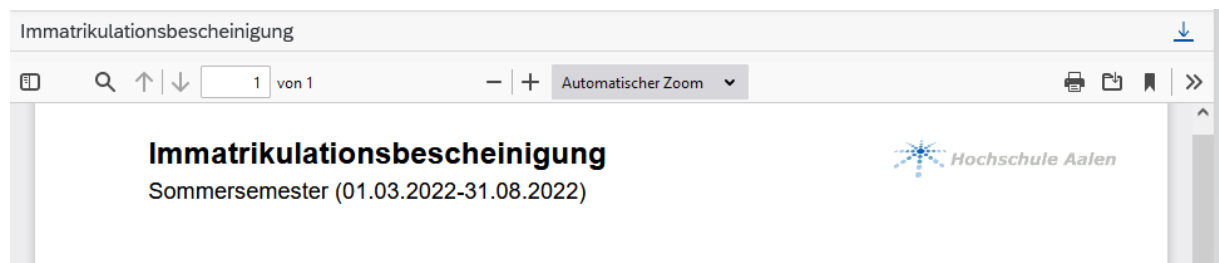 Immatrikulationsbescheinigung
1 von 1 Automatischer Zoom
Immatrikulationsbescheinigung
Hochschule Aalen
Sommersemester (01.03.2022-31.08.2022)